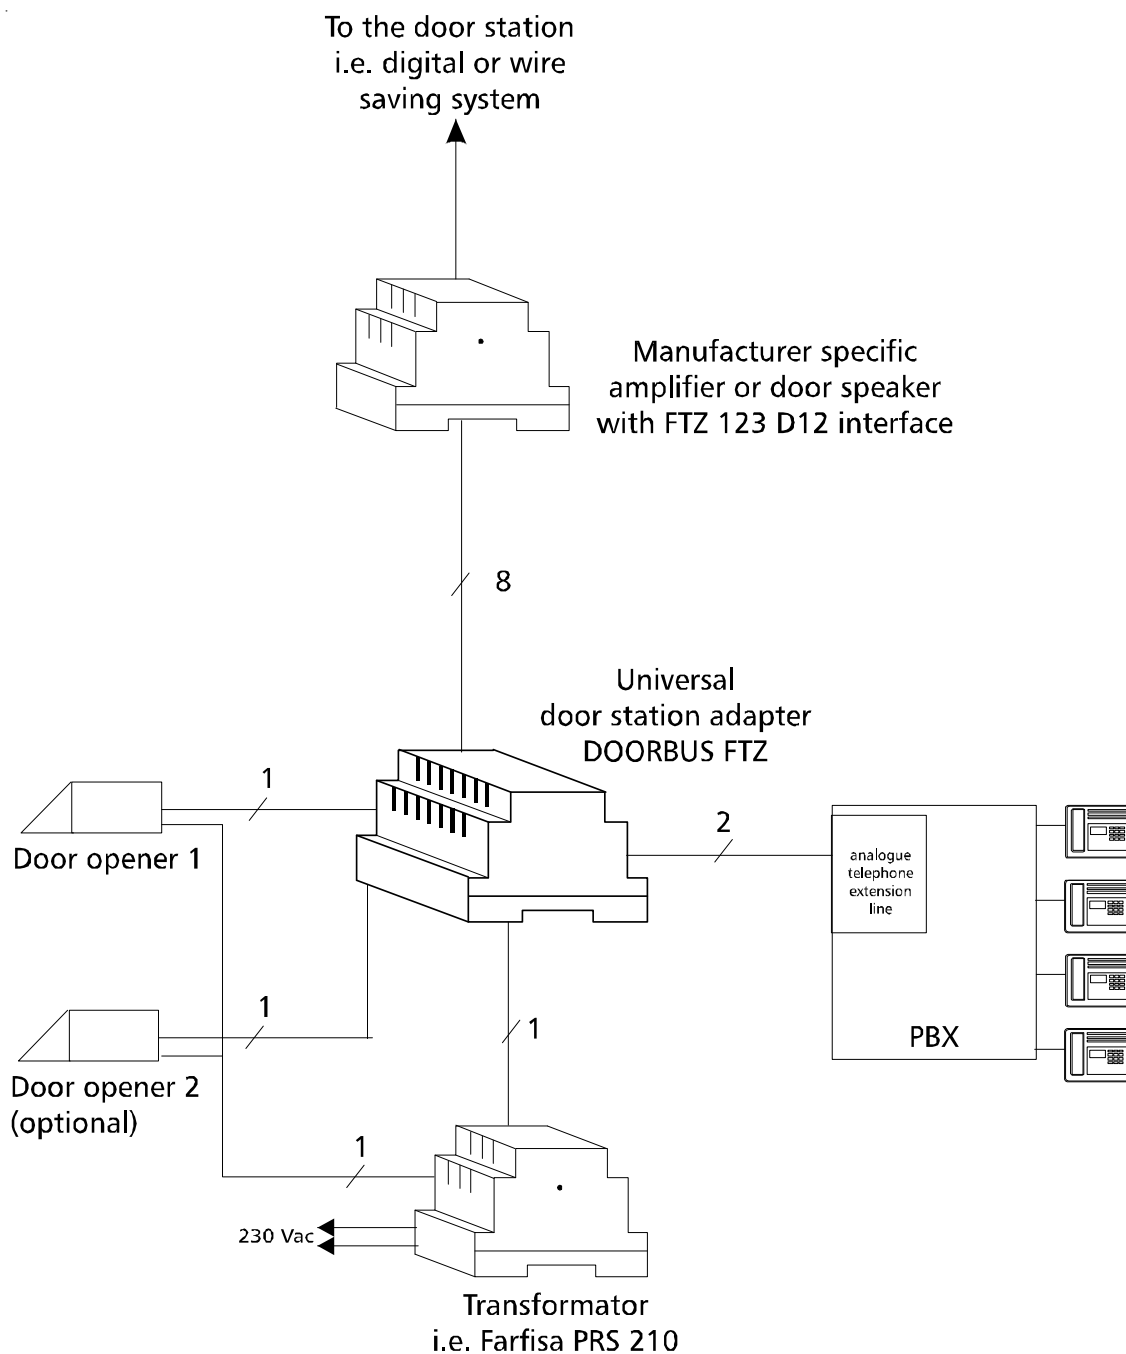 To the door station
i.e. digital or wire
saving system
Manufacturer specific
amplifier or door speaker
with FTZ 123 D12 interface
8
Universal
door station adapter
DOORBUS FTZ
1
Door opener 1
2
analogue
telephone
extension
line
PBX
1
Door opener 2
(optional)
1
1
230 Vac
Transformator
i.e. Farfisa PRS 210